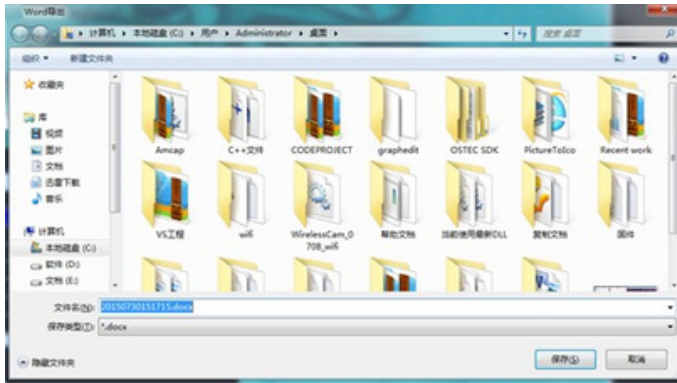 Word导出
计算机 ▸ 本地磁盘 (C:) ▸ 用户 ▸ Administrator ▸ 桌面 ▸
搜索 桌面
组织 新建文件夹
收藏夹
库
视频
图片
文档
迅雷下载
音乐
计算机
本地磁盘 (C:)
软件 (D:)
文档 (E:)
Amcap C++文件 CODEPROJECT graphedit OSTEC SDK PictureToIco Recent work
VS工程 wifi WirelessCam_0708_wifi 帮助文档 当前使用最新DLL 复制文档 固件
文件名(N): 20150730151715.docx
保存类型(T): *.docx
隐藏文件夹
保存(S) 取消